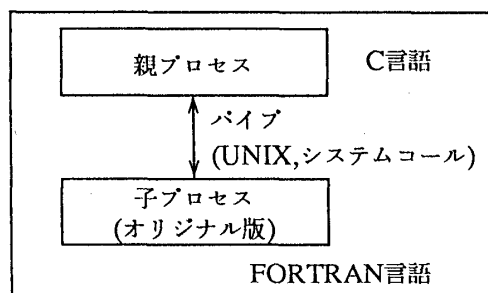 親プロセス
C言語
パイプ
(UNIX,システムコール)
子プロセス
(オリジナル版)
FORTRAN言語